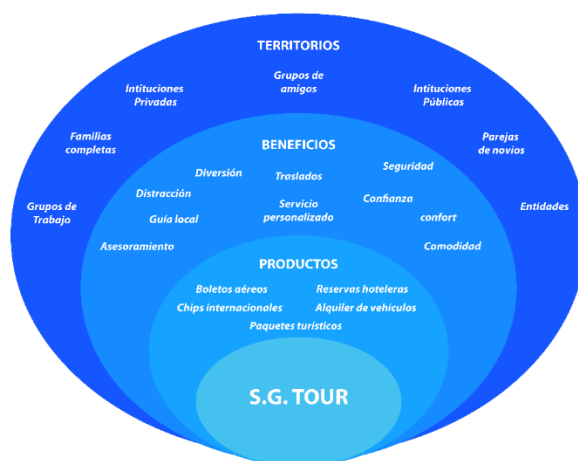 TERRITORIOS
Grupos de
amigos
Intituciones
Privadas
Intituciones
Públicas
Familias
completas
Parejas
de novios
Grupos de
Trabajo
Entidades
BENEFICIOS
Diversión
Traslados
Seguridad
Distracción
Confianza
Guía local
Servicio
personalizado
confort
Asesoramiento
Comodidad
PRODUCTOS
Boletos aéreos
Reservas hoteleras
Chips internacionales
Alquiler de vehículos
Paquetes turísticos
S.G. TOUR